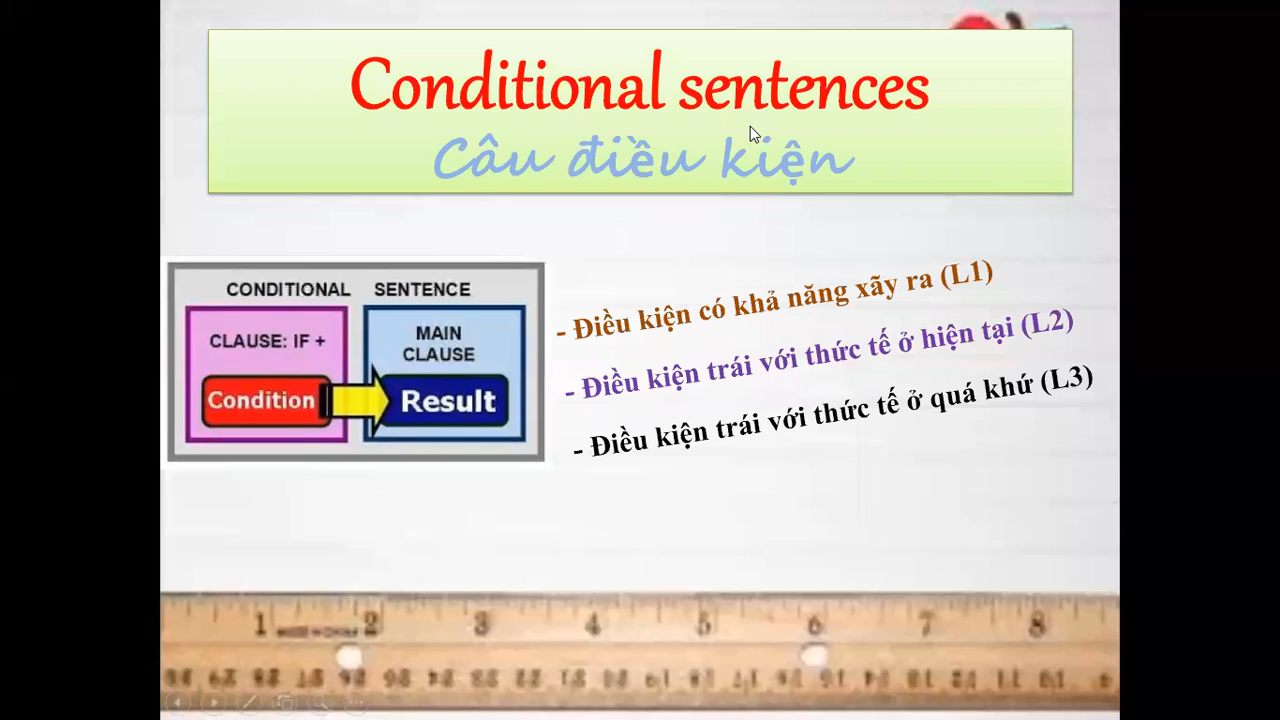 Conditional sentences
Câu điều kiện
CONDITIONAL SENTENCE
CLAUSE: IF +
Condition
MAIN
CLAUSE
Result
- Điều kiện có khả năng xãy ra (L1)
- Điều kiện trái với thức tế ở hiện tại (L2)
- Điều kiện trái với thức tế ở quá khứ (L3)
1 2 3 4 5 6 7 8